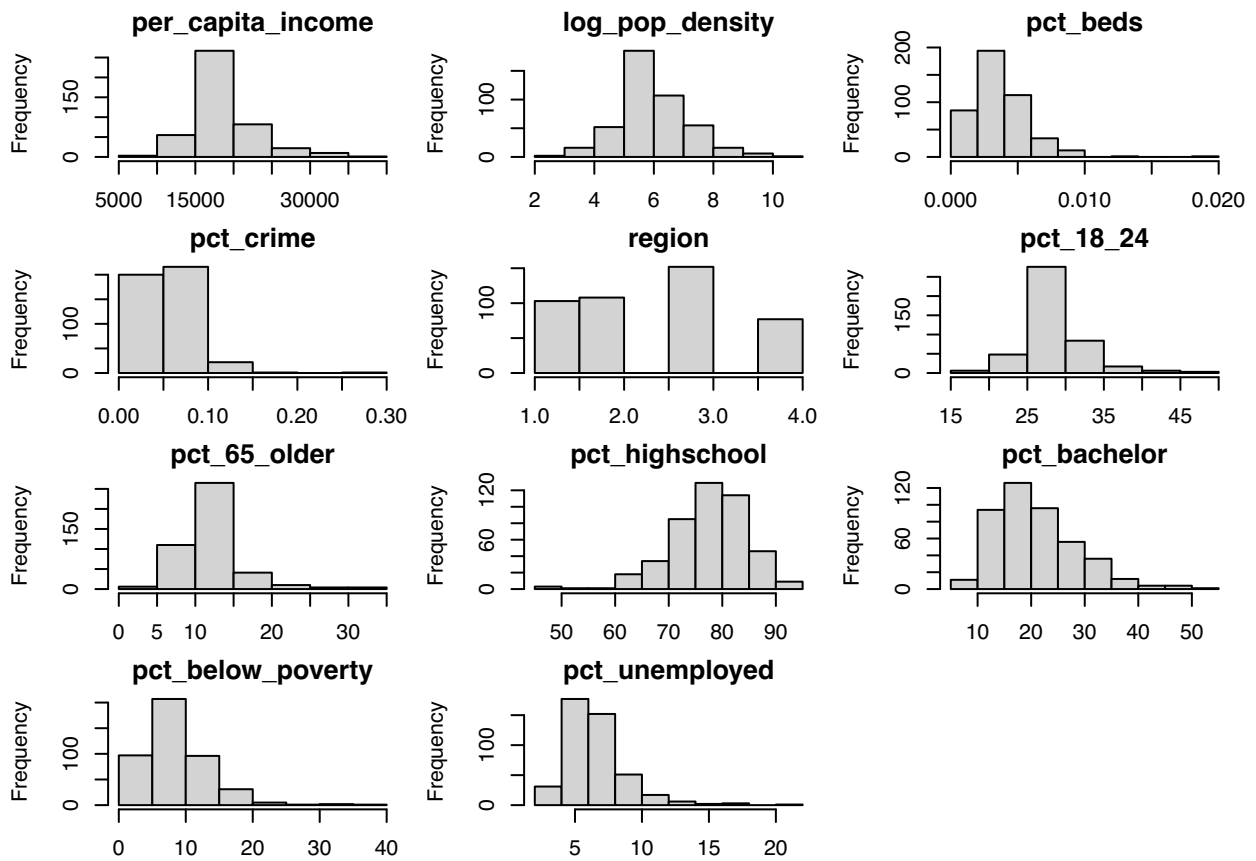 per_capita_income
Frequency
0 150
5000 15000 30000
log_pop_density
Frequency
0 100
2 4 6 8 10
pct_beds
Frequency
0 100 200
0.000 0.010 0.020
pct_crime
Frequency
0 100
0.00 0.10 0.20 0.30
region
Frequency
0 100
1.0 2.0 3.0 4.0
pct_18_24
Frequency
0 150
15 25 35 45
pct_65_older
Frequency
0 150
0 5 10 20 30
pct_highschool
Frequency
0 60 120
50 60 70 80 90
pct_bachelor
Frequency
0 60 120
10 20 30 40 50
pct_below_poverty
Frequency
0 100
0 10 20 30 40
pct_unemployed
Frequency
0 100
5 10 15 20